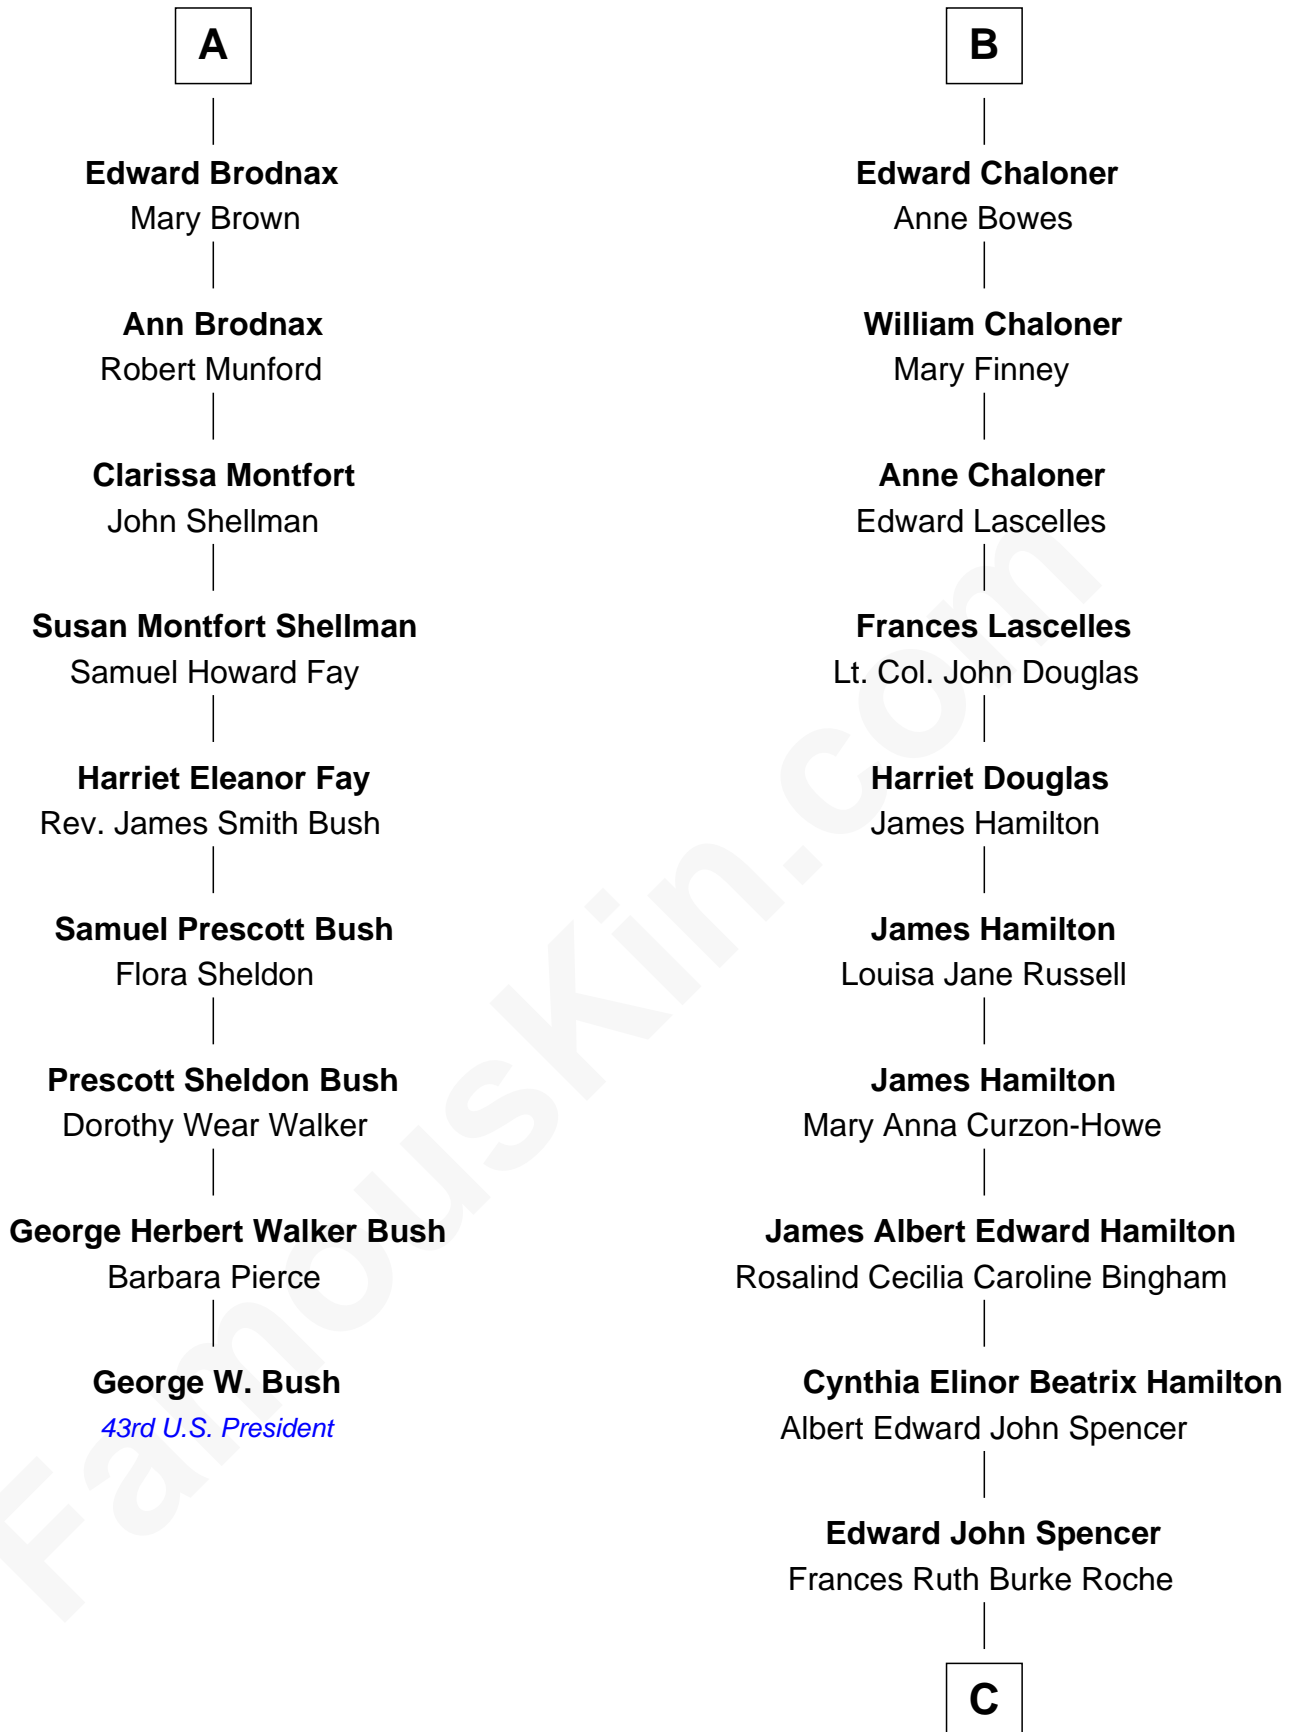 A
Edward Brodnax
Mary Brown
Ann Brodnax
Robert Munford
Clarissa Montfort
John Shellman
Susan Montfort Shellman
Samuel Howard Fay
Harriet Eleanor Fay
Rev. James Smith Bush
Samuel Prescott Bush
Flora Sheldon
Prescott Sheldon Bush
Dorothy Wear Walker
George Herbert Walker Bush
Barbara Pierce
George W. Bush
43rd U.S. President
B
Edward Chaloner
Anne Bowes
William Chaloner
Mary Finney
Anne Chaloner
Edward Lascelles
Frances Lascelles
Lt. Col. John Douglas
Harriet Douglas
James Hamilton
James Hamilton
Louisa Jane Russell
James Hamilton
Mary Anna Curzon-Howe
James Albert Edward Hamilton
Rosalind Cecilia Caroline Bingham
Cynthia Elinor Beatrix Hamilton
Albert Edward John Spencer
Edward John Spencer
Frances Ruth Burke Roche
C
FamousKin.com